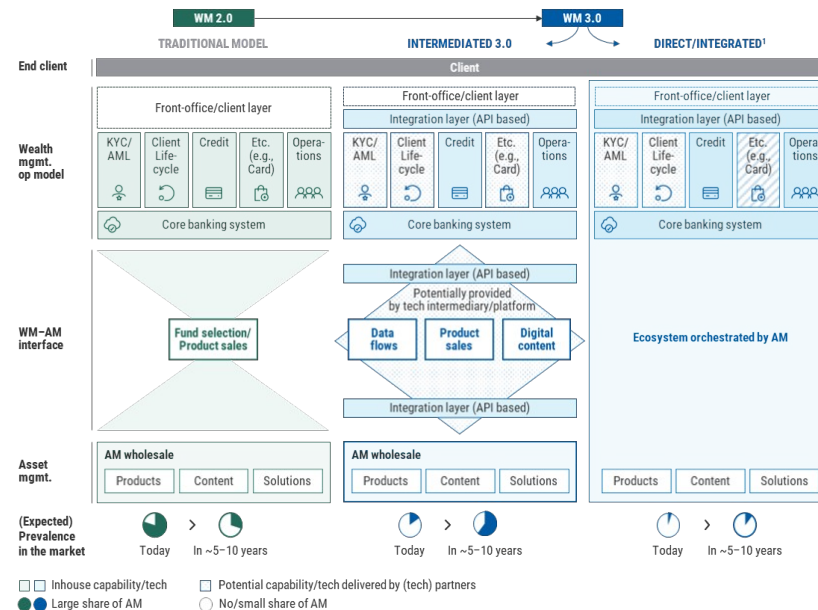 WM 2.0
WM 3.0
TRADITIONAL MODEL
INTERMEDIATED 3.0
DIRECT/INTEGRATED¹
End client
Client
Wealth
mgmt.
op model
Front-office/client layer
KYC/
AML
Client
Life-
cycle
Credit
Etc.
(e.g.,
Card)
Opera-
tions
Core banking system
Front-office/client layer
Integration layer (API based)
KYC/
AML
Client
Life-
cycle
Credit
Etc.
(e.g.,
Card)
Opera-
tions
Core banking system
Front-office/client layer
Integration layer (API based)
KYC/
AML
Client
Life-
cycle
Credit
Etc.
(e.g.,
Card)
Opera-
tions
Core banking system
WM–AM
interface
Fund selection/
Product sales
Integration layer (API based)
Potentially provided
by tech intermediary/platform
Data
flows
Product
sales
Digital
content
Integration layer (API based)
Ecosystem orchestrated by AM
Asset
mgmt.
AM wholesale
Products
Content
Solutions
AM wholesale
Products
Content
Solutions
Products
Content
Solutions
(Expected)
Prevalence
in the market
>
Today
In ~5–10 years
>
Today
In ~5–10 years
>
Today
In ~5–10 years
Inhouse capability/tech
Potential capability/tech delivered by (tech) partners
Large share of AM
No/small share of AM